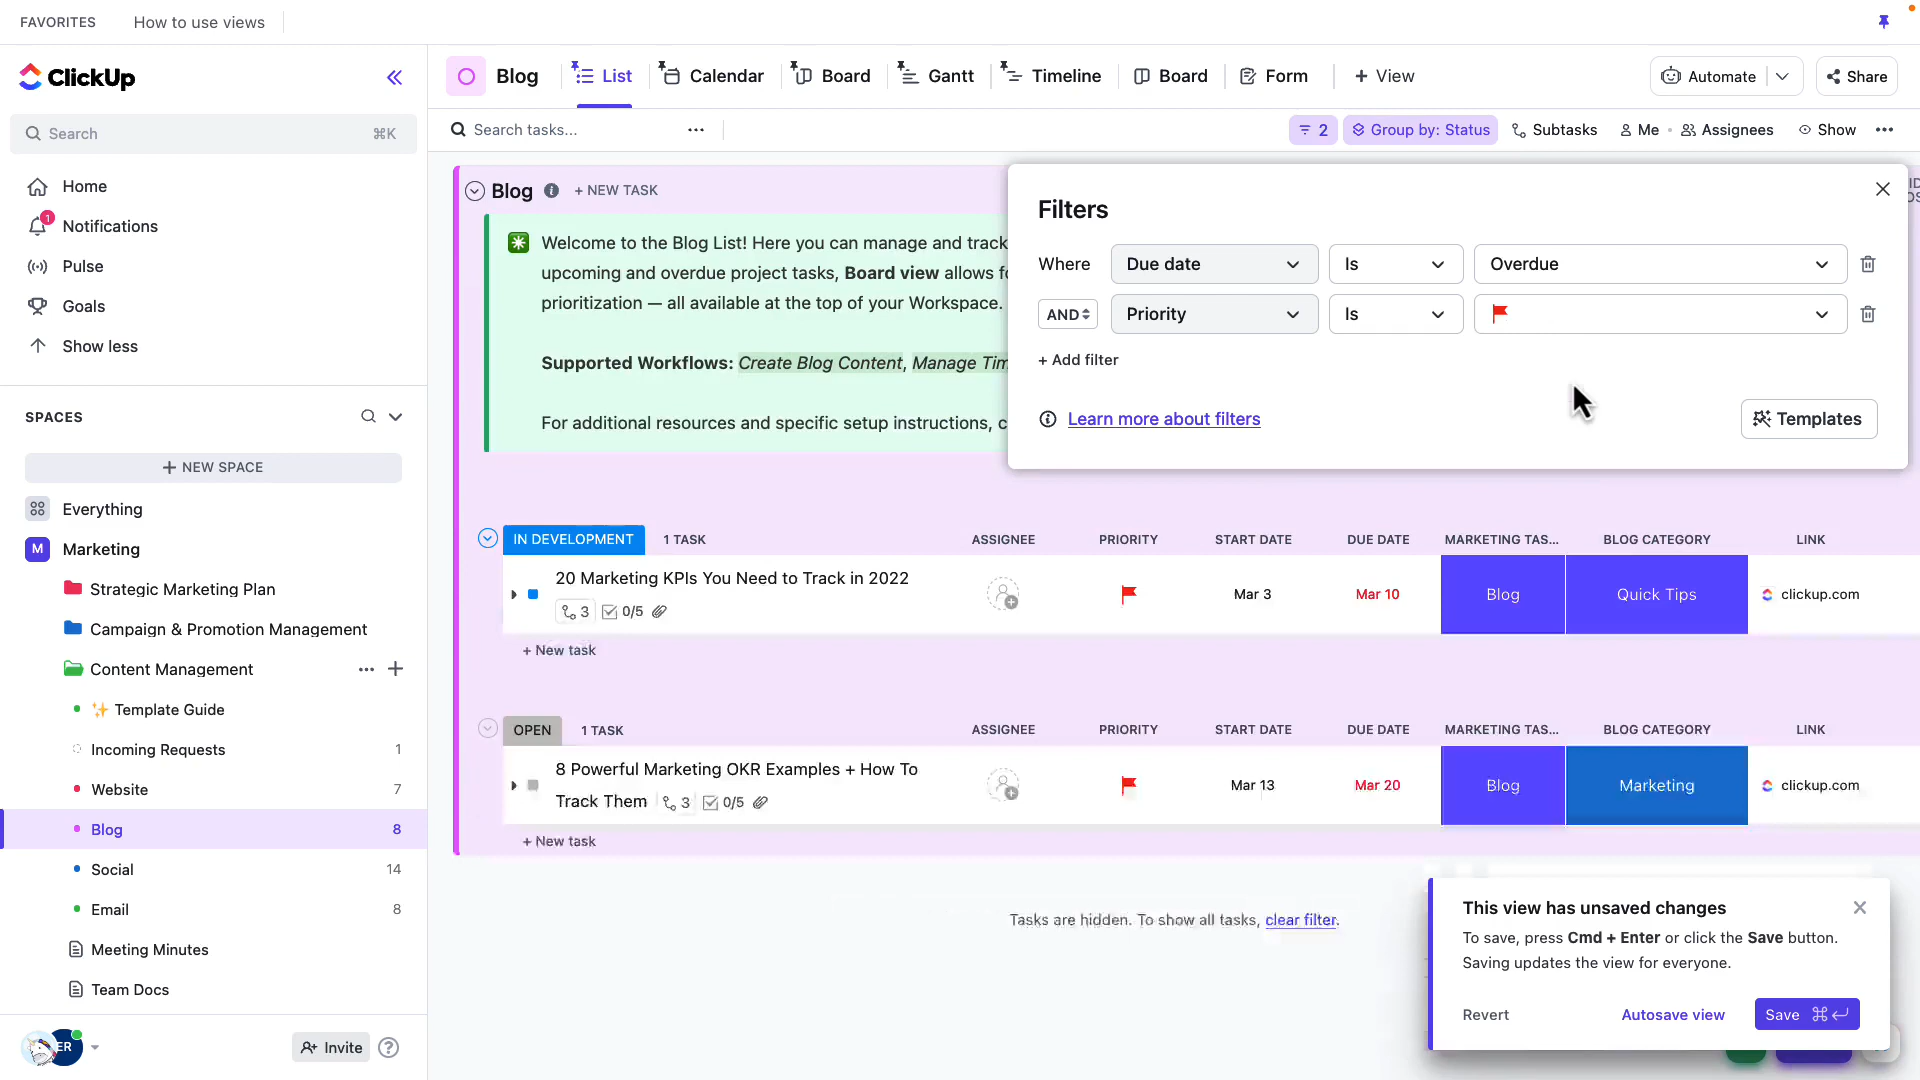 FAVORITES
How to use views
ClickUp
Search ⌘K
Home
1
Notifications
Pulse
Goals
Show less
SPACES
+ NEW SPACE
Everything
M Marketing
Strategic Marketing Plan
Campaign & Promotion Management
Content Management
✨ Template Guide
Incoming Requests 1
Website 7
Blog 8
Social 14
Email 8
Meeting Minutes
Team Docs
ER
Invite
?
Blog
List
Calendar
Board
Gantt
Timeline
Board
Form
+ View
Automate
Share
Search tasks...
2
Group by: Status
Subtasks
Me
Assignees
Show
Blog
+ NEW TASK
Welcome to the Blog List! Here you can manage and track
upcoming and overdue project tasks, Board view allows
prioritization — all available at the top of your Workspace.
Supported Workflows: Create Blog Content, Manage
For additional resources and specific setup instructions,
Filters
Where Due date Is Overdue
AND Priority Is
+ Add filter
Learn more about filters
Templates
IN DEVELOPMENT 1 TASK ASSIGNEE PRIORITY START DATE DUE DATE MARKETING TAS... BLOG CATEGORY LINK
20 Marketing KPIs You Need to Track in 2022
3 0/5
Mar 3 Mar 10 Blog Quick Tips clickup.com
+ New task
OPEN 1 TASK ASSIGNEE PRIORITY START DATE DUE DATE MARKETING TAS... BLOG CATEGORY LINK
8 Powerful Marketing OKR Examples + How To
Track Them 3 0/5
Mar 13 Mar 20 Blog Marketing clickup.com
+ New task
Tasks are hidden. To show all tasks, clear filter.
This view has unsaved changes
To save, press Cmd + Enter or click the Save button.
Saving updates the view for everyone.
Revert
Autosave view
Save ⌘↵